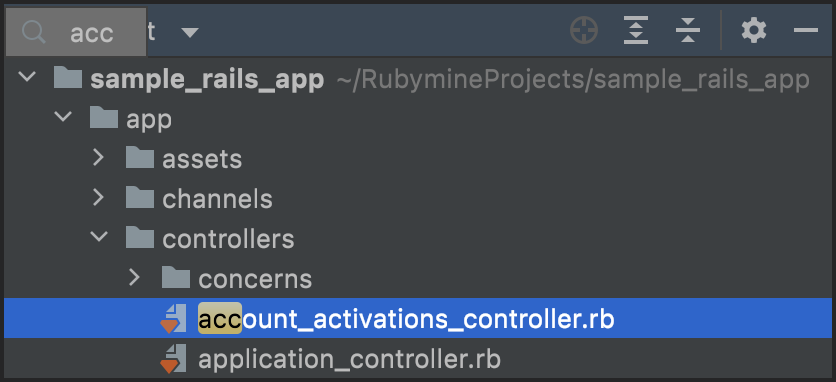 acc t
sample_rails_app ~/RubymineProjects/sample_rails_app
app
assets
channels
controllers
concerns
account_activations_controller.rb
application_controller.rb